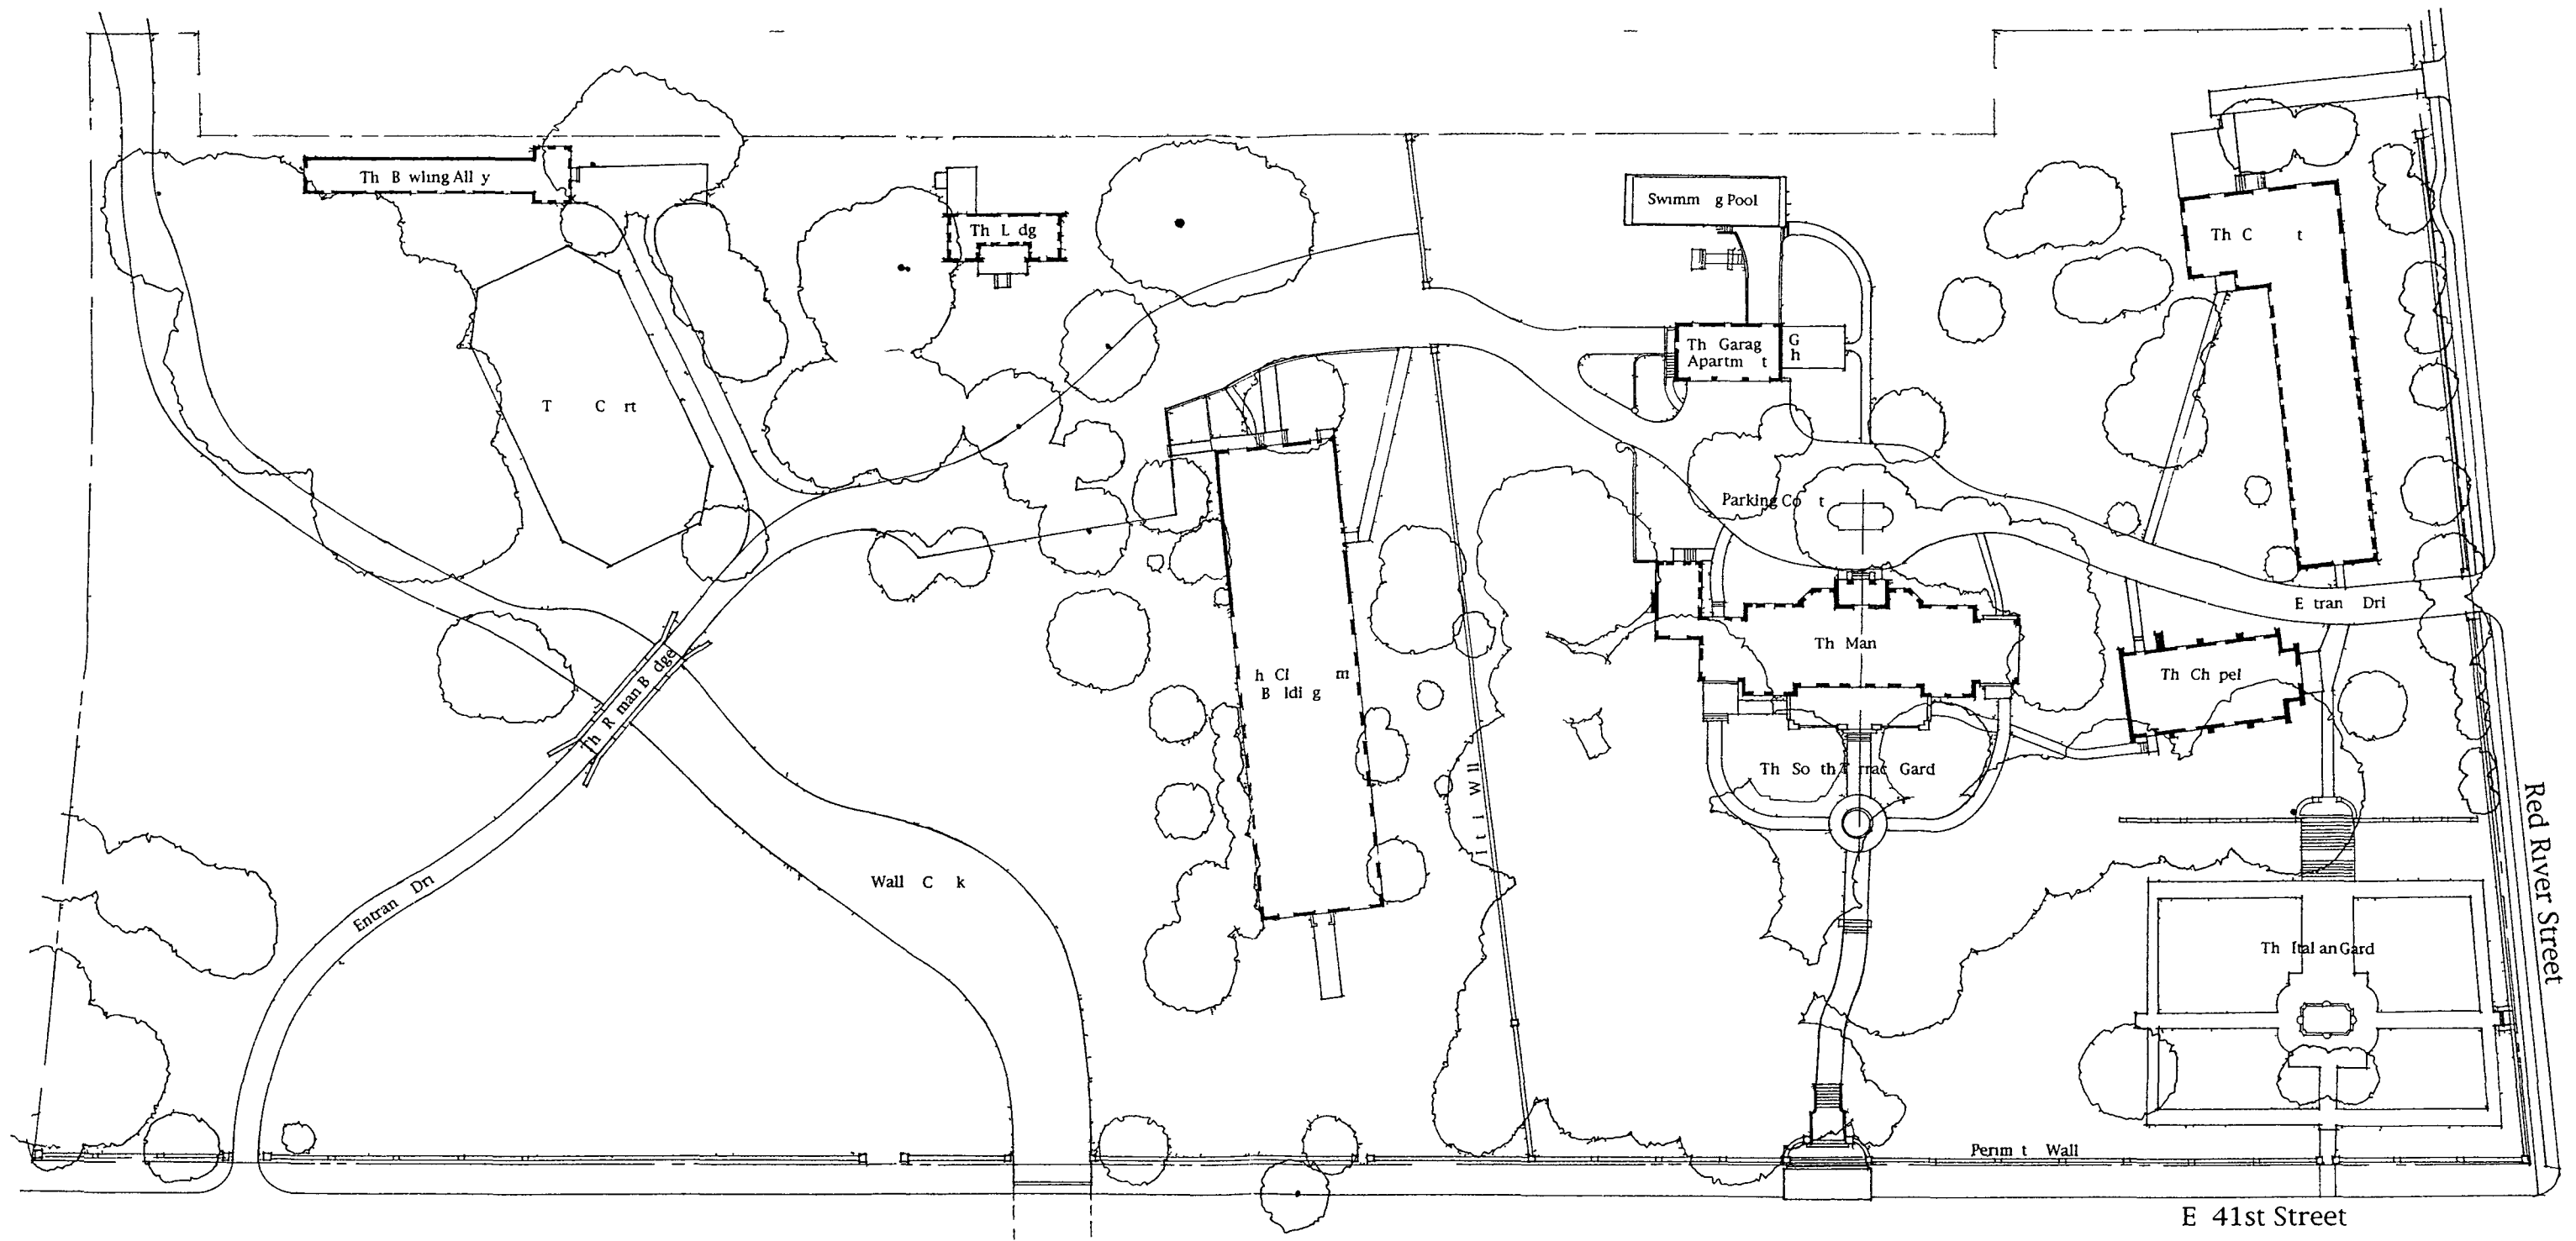 Th B wling All y
Th L dg
Swimm g Pool
Th C t
Th Garag
Apartm t
G
h
T C rt
Parking Co t
E tran Dri
Th Man
Th Ch pel
h Cl m
B ldi g
Th R man B dge
Th So th T rrac Gard
I t W ll
Wall C k
Entran Dri
Th Ital an Gard
Perim t Wall
Red River Street
E 41st Street